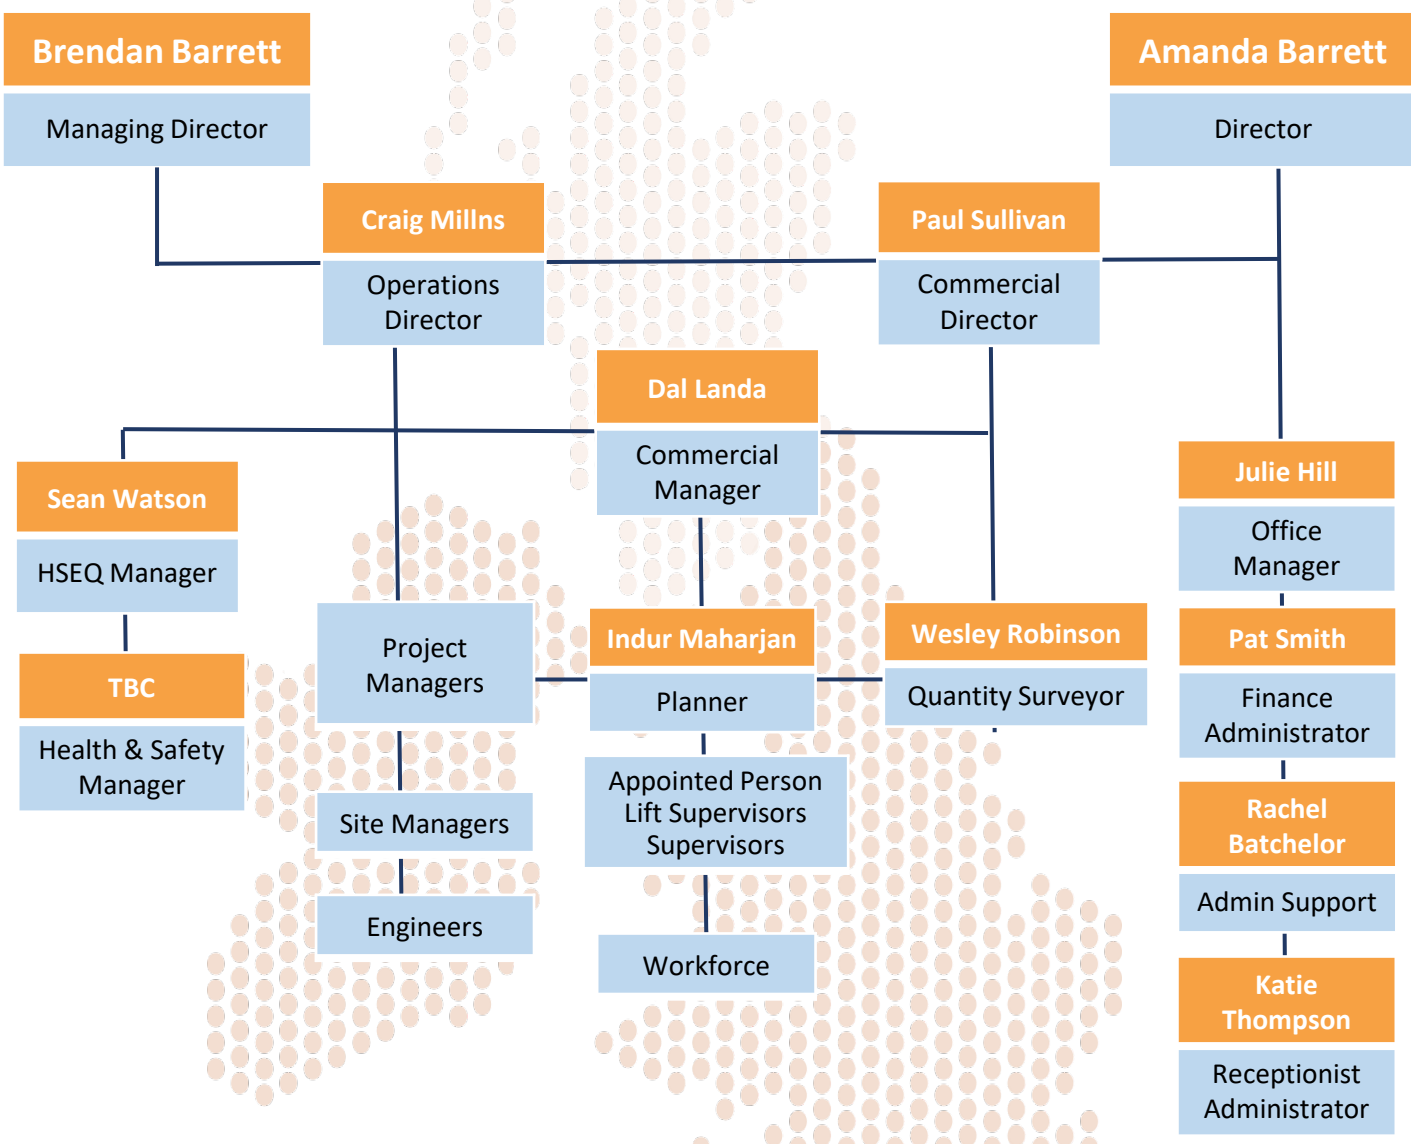 Brendan Barrett
Managing Director
Amanda Barrett
Director
Craig Millns
Operations
Director
Paul Sullivan
Commercial
Director
Dal Landa
Commercial
Manager
Sean Watson
HSEQ Manager
TBC
Health & Safety
Manager
Project
Managers
Site Managers
Engineers
Indur Maharjan
Planner
Appointed Person
Lift Supervisors
Supervisors
Workforce
Wesley Robinson
Quantity Surveyor
Julie Hill
Office
Manager
Pat Smith
Finance
Administrator
Rachel
Batchelor
Admin Support
Katie
Thompson
Receptionist
Administrator